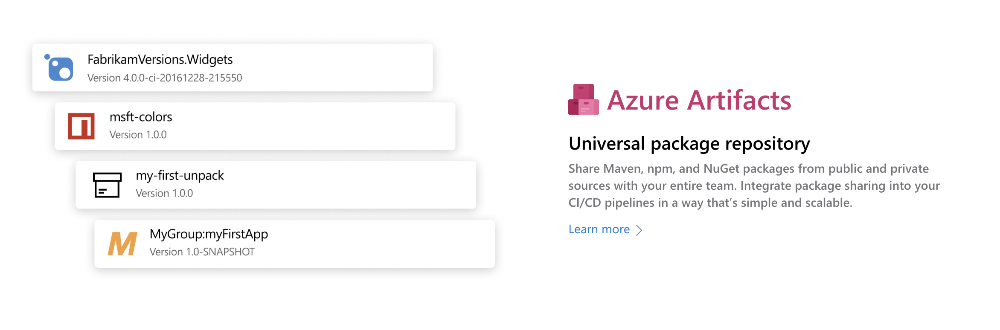 FabrikamVersions.Widgets
Version 4.0.0-ci-20161228-215550
msft-colors
Version 1.0.0
my-first-unpack
Version 1.0.0
M
MyGroup:myFirstApp
Version 1.0-SNAPSHOT
Azure Artifacts
Universal package repository
Share Maven, npm, and NuGet packages from public and private
sources with your entire team. Integrate package sharing into your
CI/CD pipelines in a way that’s simple and scalable.
Learn more